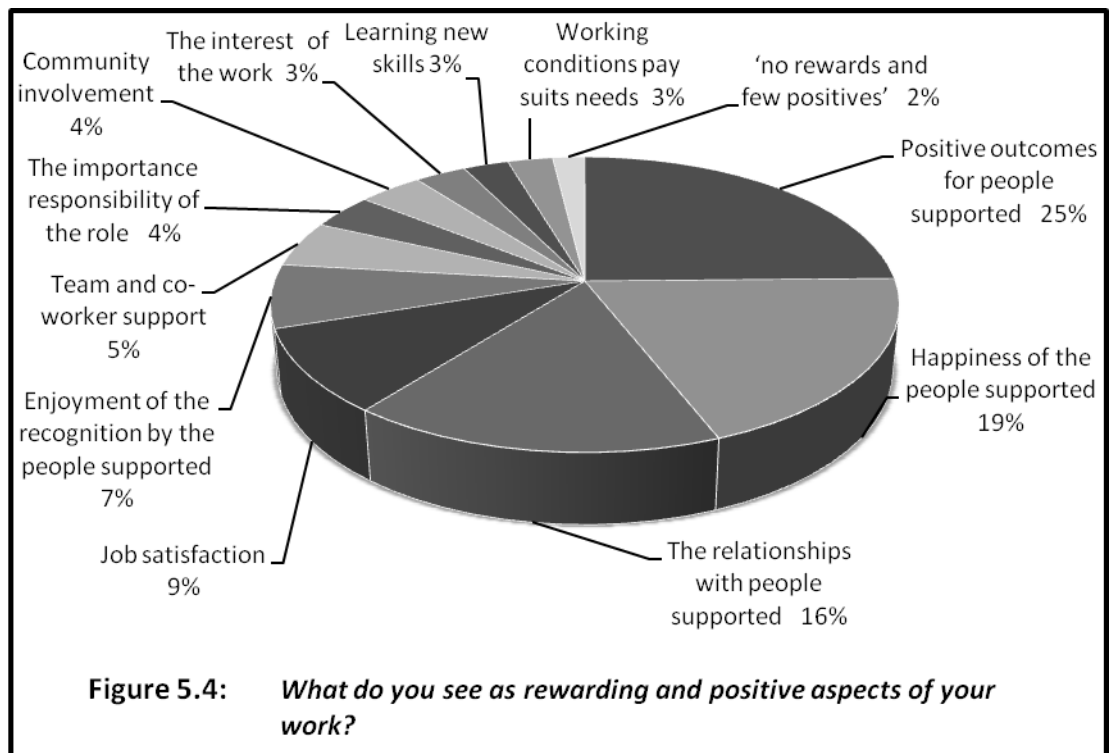 The interest of
the work 3%
Learning new
skills 3%
Working
conditions pay
suits needs 3%
'no rewards and
few positives' 2%
Positive outcomes
for people
supported 25%
Happiness of the
people supported
19%
The relationships
with people
supported 16%
Job satisfaction
9%
Enjoyment of the
recognition by the
people supported
7%
Team and co-
worker support
5%
The importance
responsibility of
the role 4%
Community
involvement
4%
Figure 5.4: What do you see as rewarding and positive aspects of your
work?